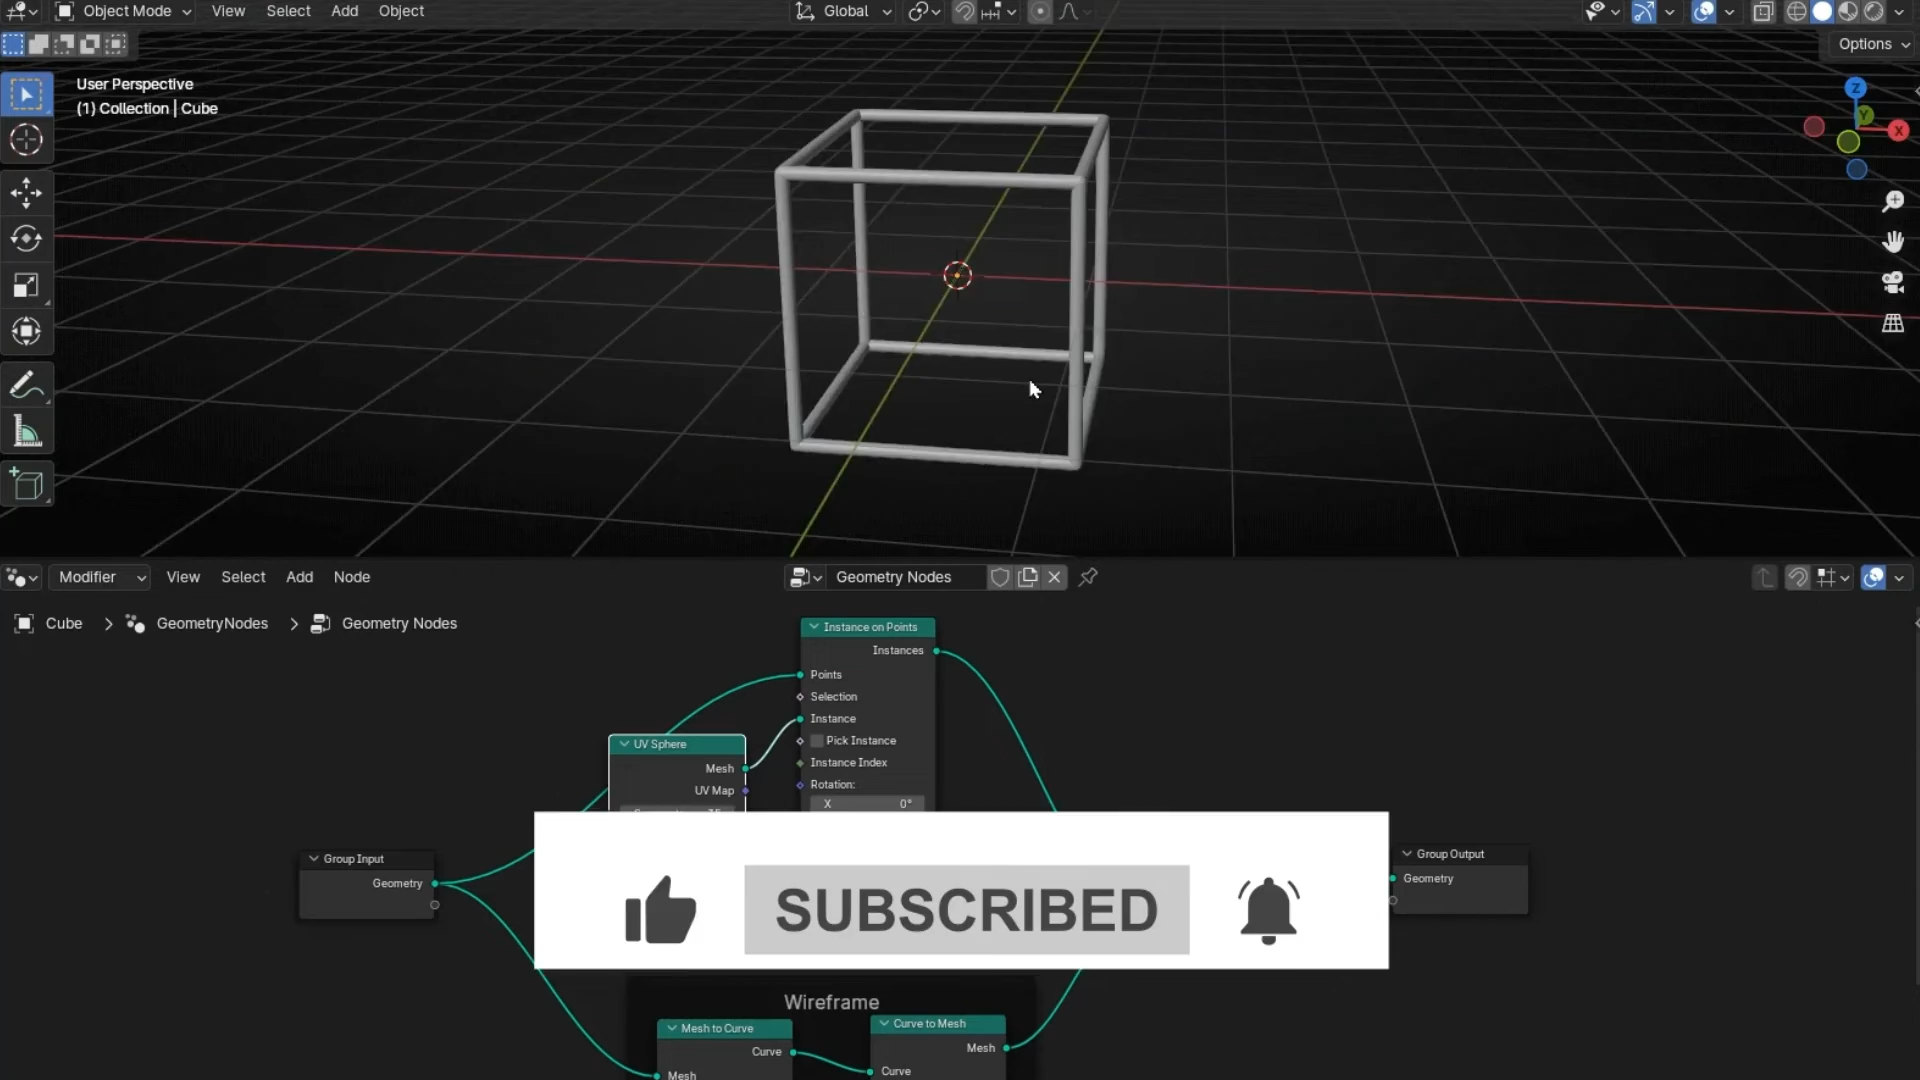 Object Mode View Select Add Object Global
Options
User Perspective
(1) Collection | Cube
Z
Y
X
Modifier View Select Add Node Geometry Nodes
Cube > GeometryNodes > Geometry Nodes
Instance on Points
Instances
Points
Selection
Instance
Pick Instance
Instance Index
Rotation:
X 0°
UV Sphere
Mesh
UV Map
Group Input
Geometry
SUBSCRIBED
Group Output
Geometry
Wireframe
Mesh to Curve
Curve
Mesh
Curve to Mesh
Mesh
Curve